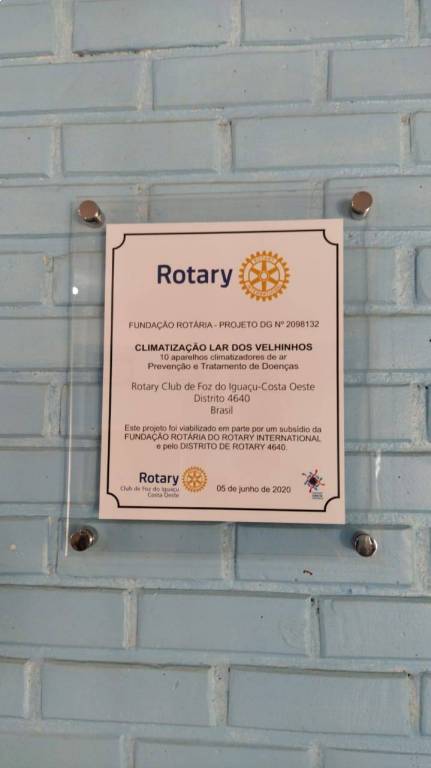 Rotary
FUNDAÇÃO ROTÁRIA - PROJETO DG Nº 2098132
CLIMATIZAÇÃO LAR DOS VELHINHOS
10 aparelhos climatizadores de ar
Prevenção e Tratamento de Doenças
Rotary Club de Foz do Iguaçu-Costa Oeste
Distrito 4640
Brasil
Este projeto foi viabilizado em parte por um subsídio da
FUNDAÇÃO ROTÁRIA DO ROTARY INTERNATIONAL
e pelo DISTRITO DE ROTARY 4640.
Rotary
Club de Foz do Iguaçu
Costa Oeste
05 de junho de 2020